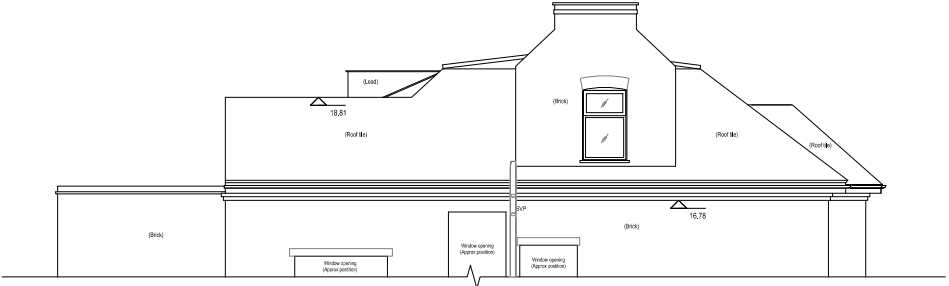 (Lead)
(Brick)
18,81
(Roof tile)
(Roof tile)
(Roof tile)
SVP
16,78
(Brick)
(Brick)
Window opening
(Approx position)
Window opening
(Approx position)
Window opening
(Approx position)